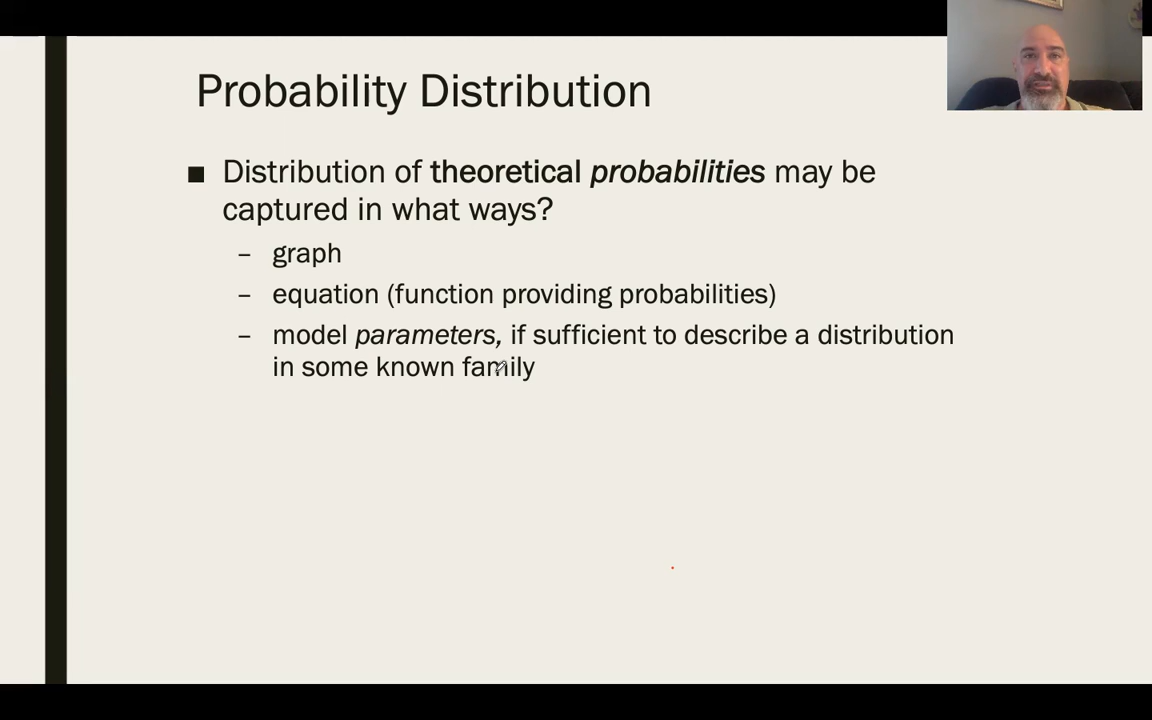 Probability Distribution
■ Distribution of theoretical probabilities may be
captured in what ways?
– graph
– equation (function providing probabilities)
– model parameters, if sufficient to describe a distribution
in some known family